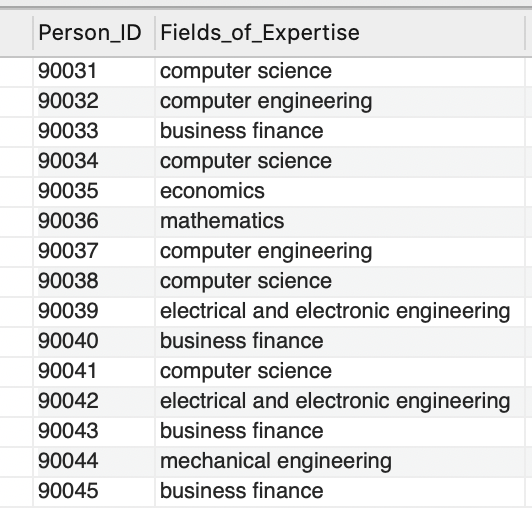 Person_ID Fields_of_Expertise
90031 computer science
90032 computer engineering
90033 business finance
90034 computer science
90035 economics
90036 mathematics
90037 computer engineering
90038 computer science
90039 electrical and electronic engineering
90040 business finance
90041 computer science
90042 electrical and electronic engineering
90043 business finance
90044 mechanical engineering
90045 business finance